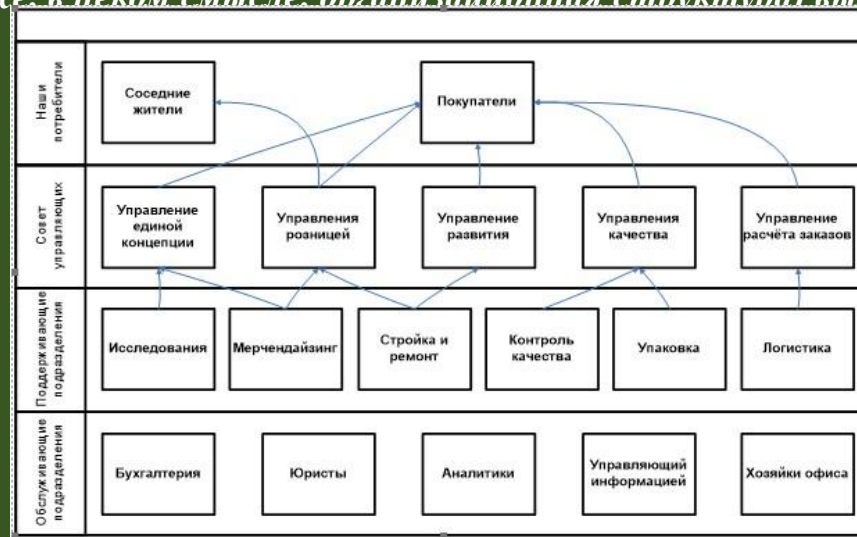 Наши
потребители
Соседние
жители
Покупатели
Совет
управляющих
Управление
единой
концепции
Управления
розницей
Управление
развития
Управления
качества
Управление
расчёта заказов
Поддерживающие
подразделения
Исследования
Мерчендайзинг
Стройка и
ремонт
Контроль
качества
Упаковка
Логистика
Обслуживающие
подразделения
Бухгалтерия
Юристы
Аналитики
Управляющий
информацией
Хозяйки офиса